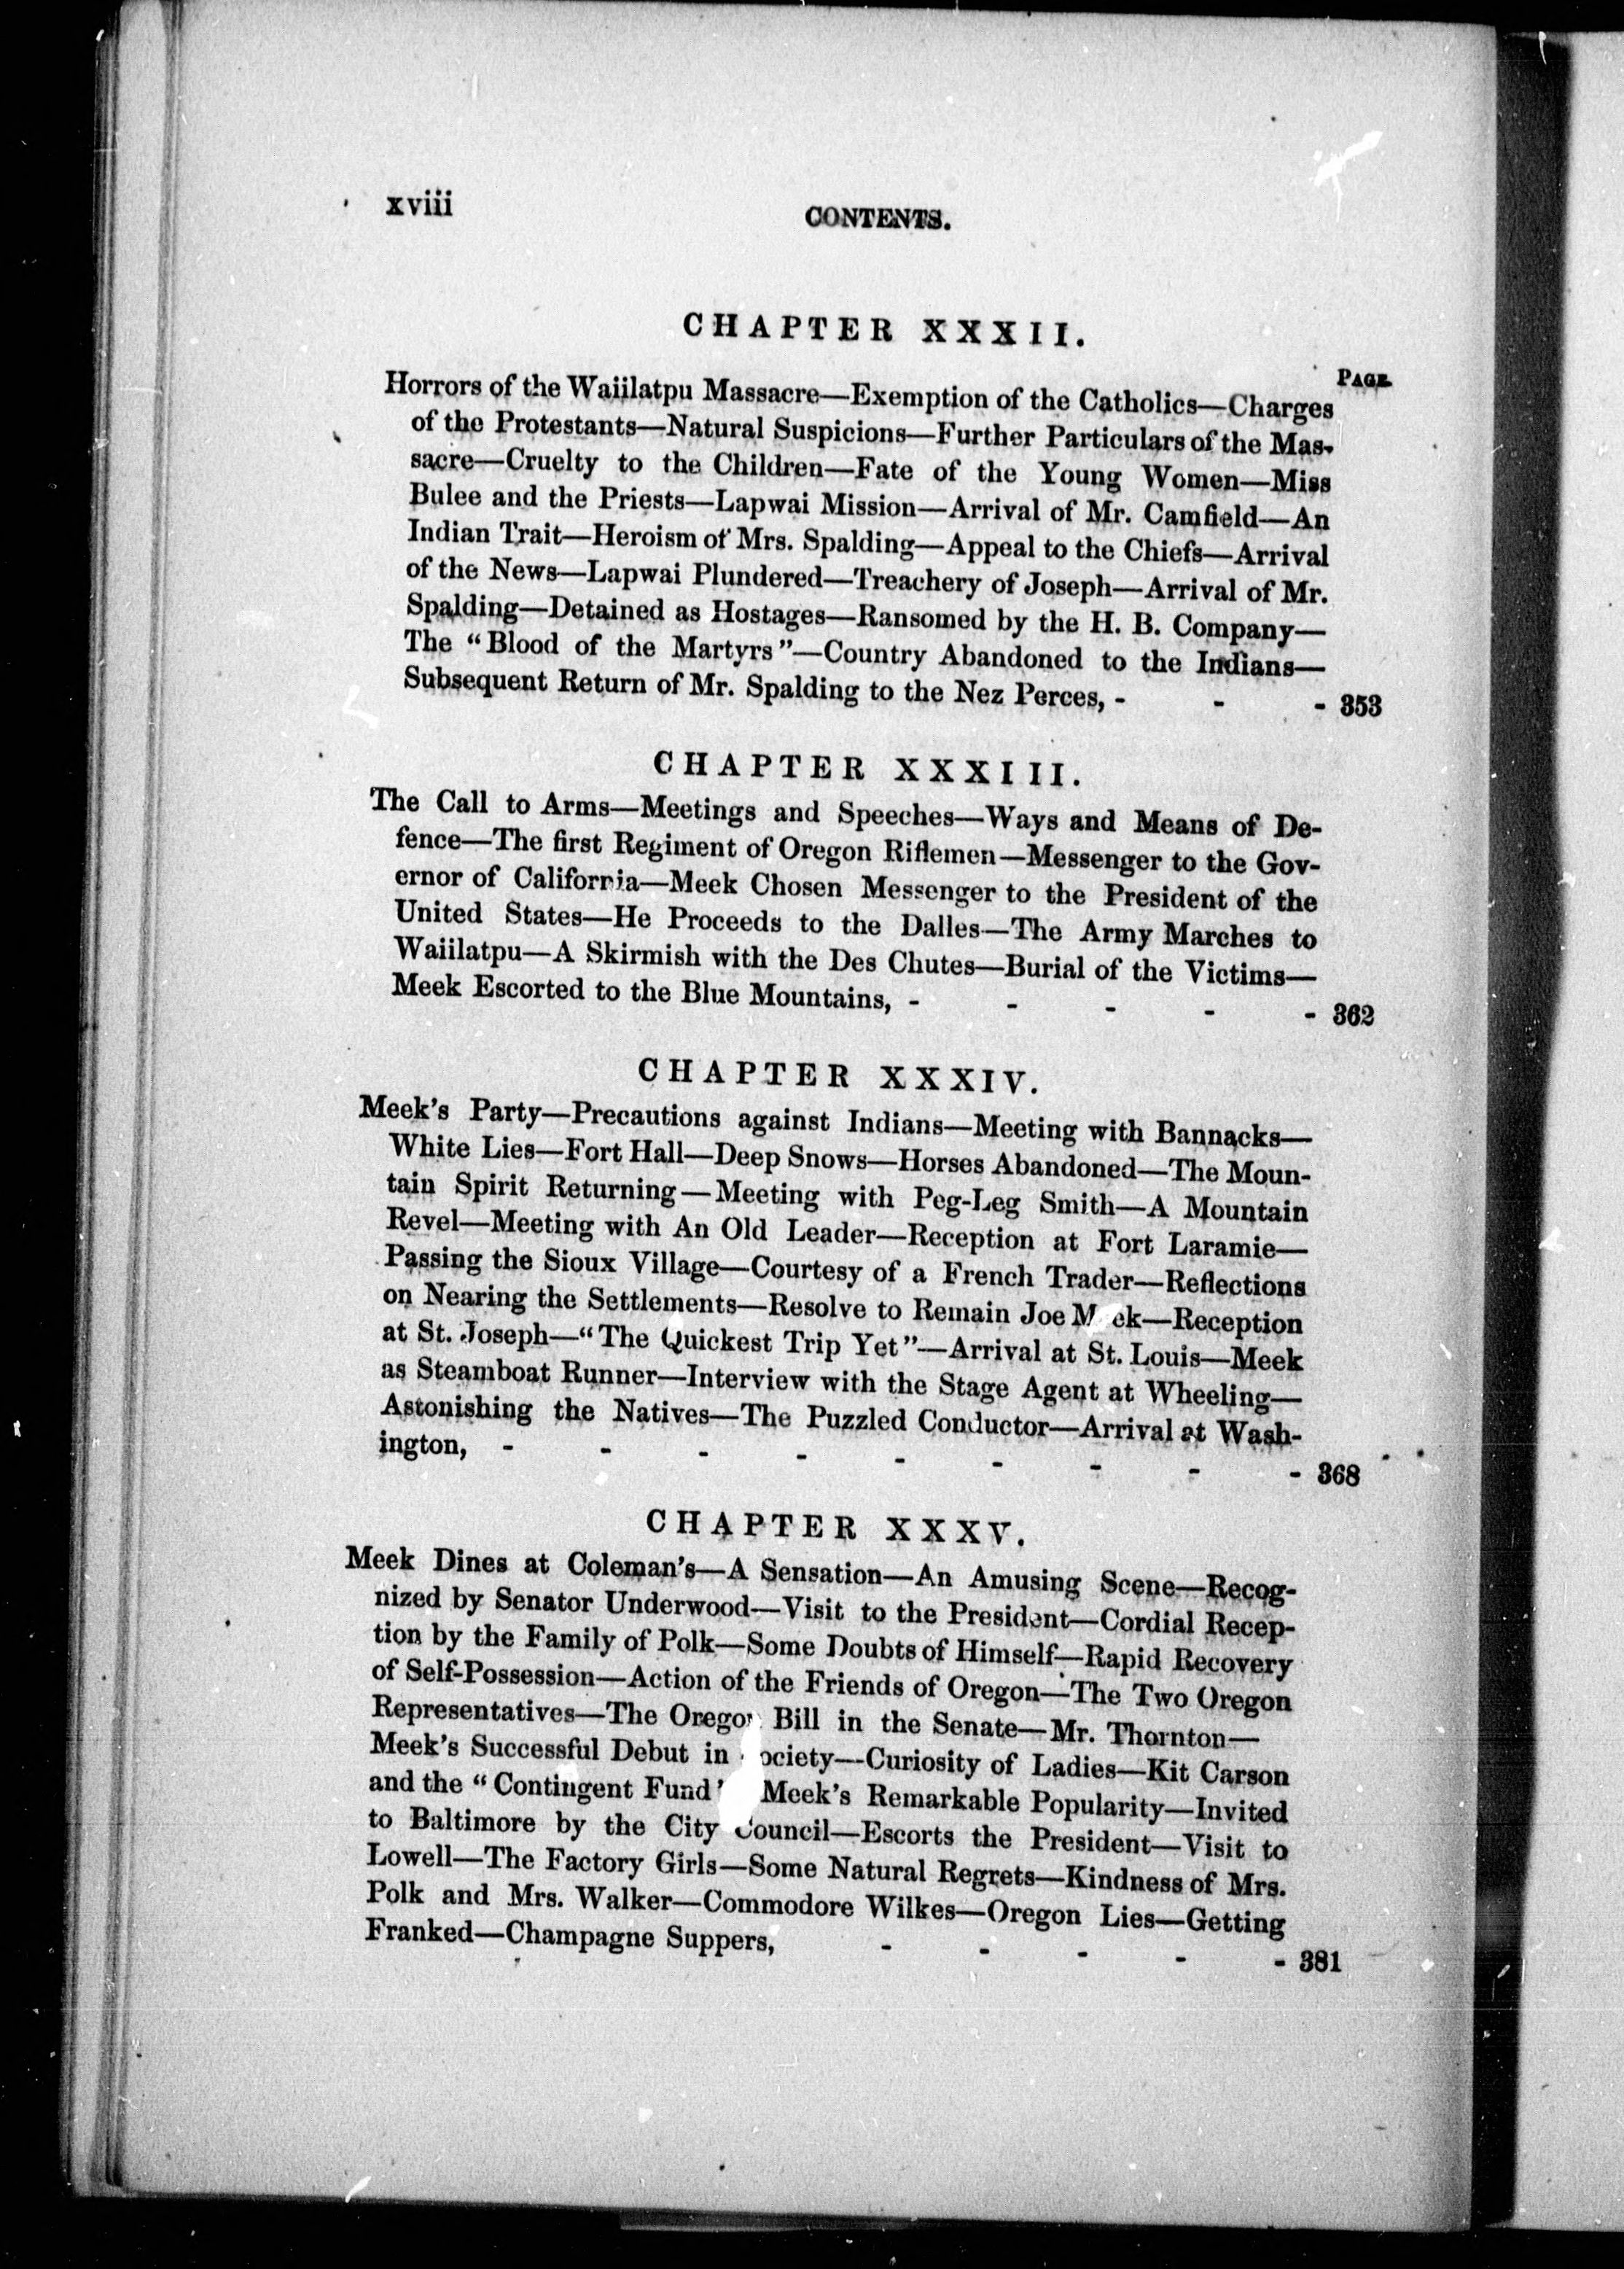 xviii
CONTENTS.
CHAPTER XXXII.
PAGE.
Horrors of the Waiilatpu Massacre—Exemption of the Catholics—Charges
of the Protestants—Natural Suspicions—Further Particulars of the Mas-
sacre—Cruelty to the Children—Fate of the Young Women—Miss
Bulee and the Priests—Lapwai Mission—Arrival of Mr. Camfield—An
Indian Trait—Heroism of Mrs. Spalding—Appeal to the Chiefs—Arrival
of the News—Lapwai Plundered—Treachery of Joseph—Arrival of Mr.
Spalding—Detained as Hostages—Ransomed by the H. B. Company—
The “Blood of the Martyrs”—Country Abandoned to the Indians—
Subsequent Return of Mr. Spalding to the Nez Perces, - - - 353
CHAPTER XXXIII.
The Call to Arms—Meetings and Speeches—Ways and Means of De-
fence—The first Regiment of Oregon Riflemen—Messenger to the Gov-
ernor of California—Meek Chosen Messenger to the President of the
United States—He Proceeds to the Dalles—The Army Marches to
Waiilatpu—A Skirmish with the Des Chutes—Burial of the Victims—
Meek Escorted to the Blue Mountains, - - - - - 362
CHAPTER XXXIV.
Meek's Party—Precautions against Indians—Meeting with Bannacks—
White Lies—Fort Hall—Deep Snows—Horses Abandoned—The Moun-
tain Spirit Returning—Meeting with Peg-Leg Smith—A Mountain
Revel—Meeting with An Old Leader—Reception at Fort Laramie—
Passing the Sioux Village—Courtesy of a French Trader—Reflections
on Nearing the Settlements—Resolve to Remain Joe Meek—Reception
at St. Joseph—“The Quickest Trip Yet”—Arrival at St. Louis—Meek
as Steamboat Runner—Interview with the Stage Agent at Wheeling—
Astonishing the Natives—The Puzzled Conductor—Arrival at Wash-
ington, - - - - - - - - - 368
CHAPTER XXXV.
Meek Dines at Coleman's—A Sensation—An Amusing Scene—Recog-
nized by Senator Underwood—Visit to the President—Cordial Recep-
tion by the Family of Polk—Some Doubts of Himself—Rapid Recovery
of Self-Possession—Action of the Friends of Oregon—The Two Oregon
Representatives—The Oregon Bill in the Senate—Mr. Thornton—
Meek's Successful Debut in Society—Curiosity of Ladies—Kit Carson
and the “Contingent Fund” Meek's Remarkable Popularity—Invited
to Baltimore by the City Council—Escorts the President—Visit to
Lowell—The Factory Girls—Some Natural Regrets—Kindness of Mrs.
Polk and Mrs. Walker—Commodore Wilkes—Oregon Lies—Getting
Franked—Champagne Suppers, - - - - - 381